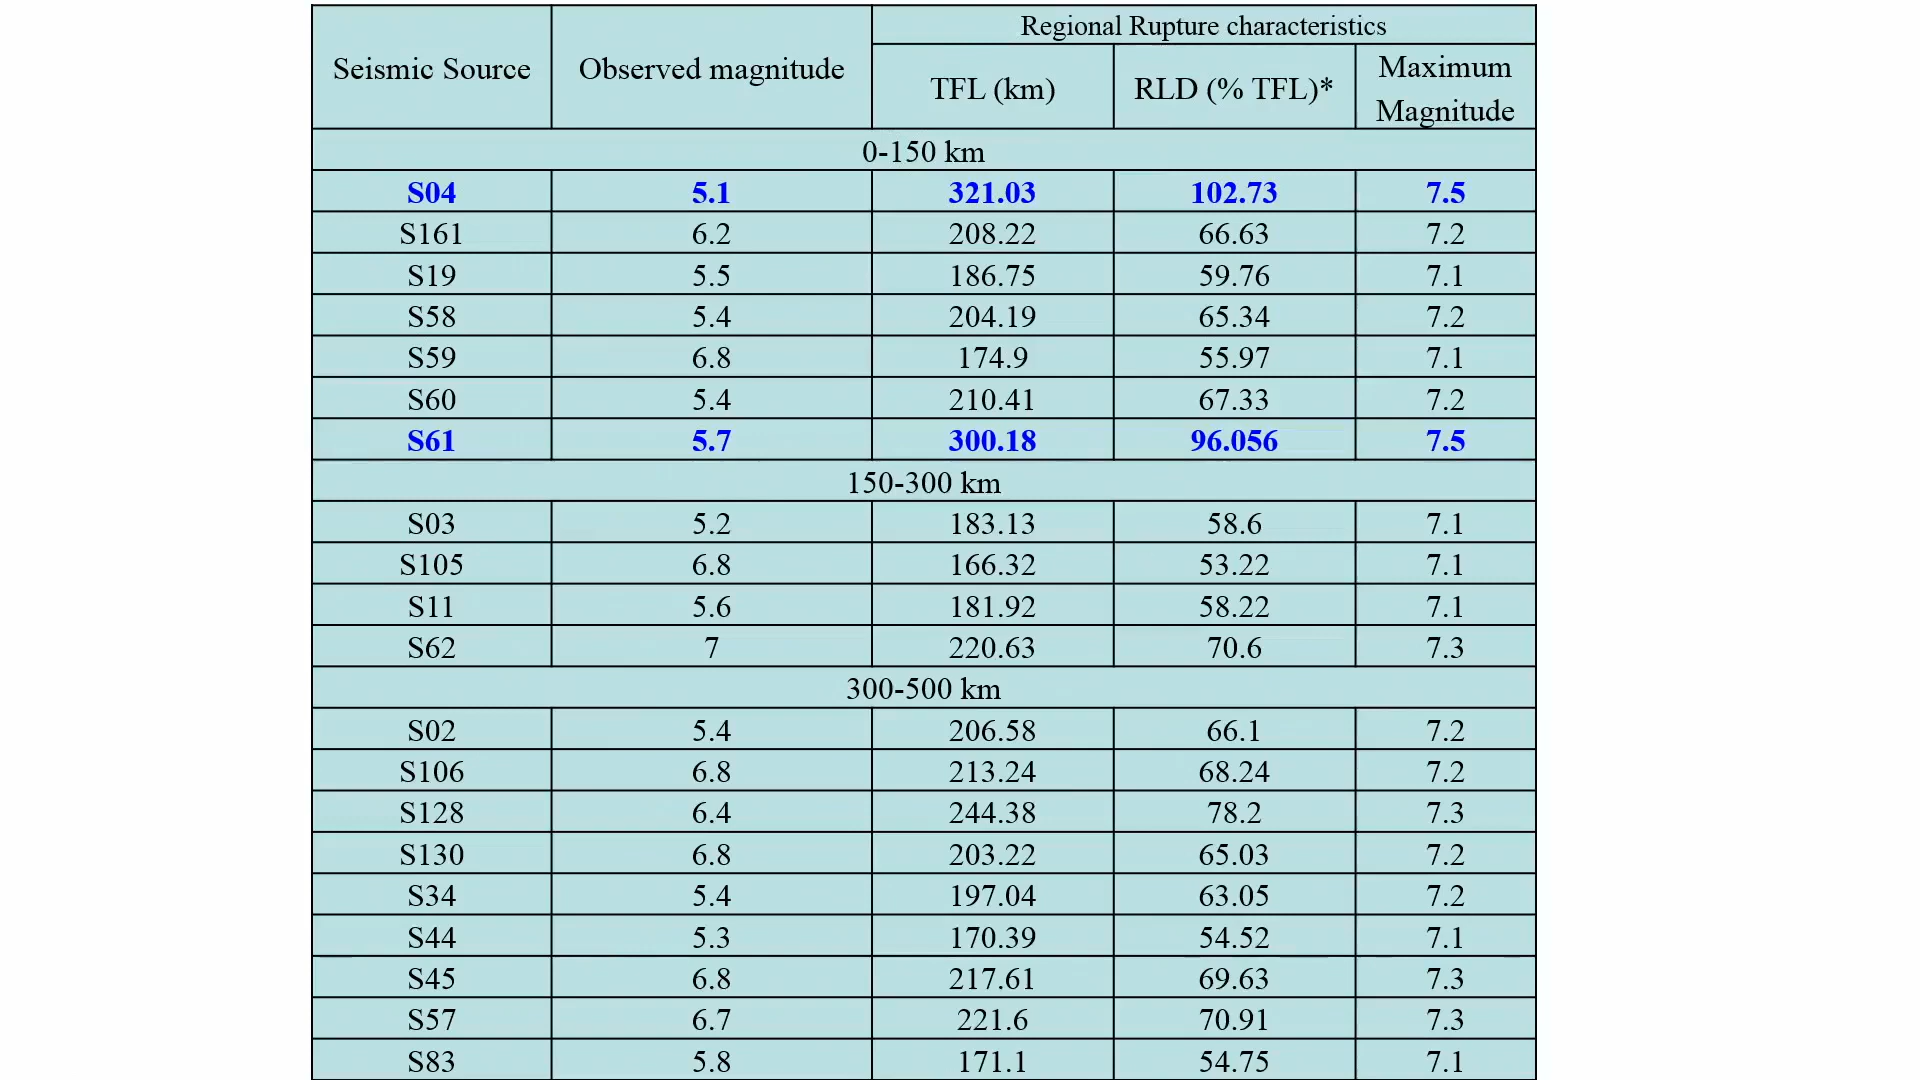 Seismic Source Observed magnitude Regional Rupture characteristics
TFL (km) RLD (% TFL)* Maximum
Magnitude
0-150 km
S04 5.1 321.03 102.73 7.5
S161 6.2 208.22 66.63 7.2
S19 5.5 186.75 59.76 7.1
S58 5.4 204.19 65.34 7.2
S59 6.8 174.9 55.97 7.1
S60 5.4 210.41 67.33 7.2
S61 5.7 300.18 96.056 7.5
150-300 km
S03 5.2 183.13 58.6 7.1
S105 6.8 166.32 53.22 7.1
S11 5.6 181.92 58.22 7.1
S62 7 220.63 70.6 7.3
300-500 km
S02 5.4 206.58 66.1 7.2
S106 6.8 213.24 68.24 7.2
S128 6.4 244.38 78.2 7.3
S130 6.8 203.22 65.03 7.2
S34 5.4 197.04 63.05 7.2
S44 5.3 170.39 54.52 7.1
S45 6.8 217.61 69.63 7.3
S57 6.7 221.6 70.91 7.3
S83 5.8 171.1 54.75 7.1